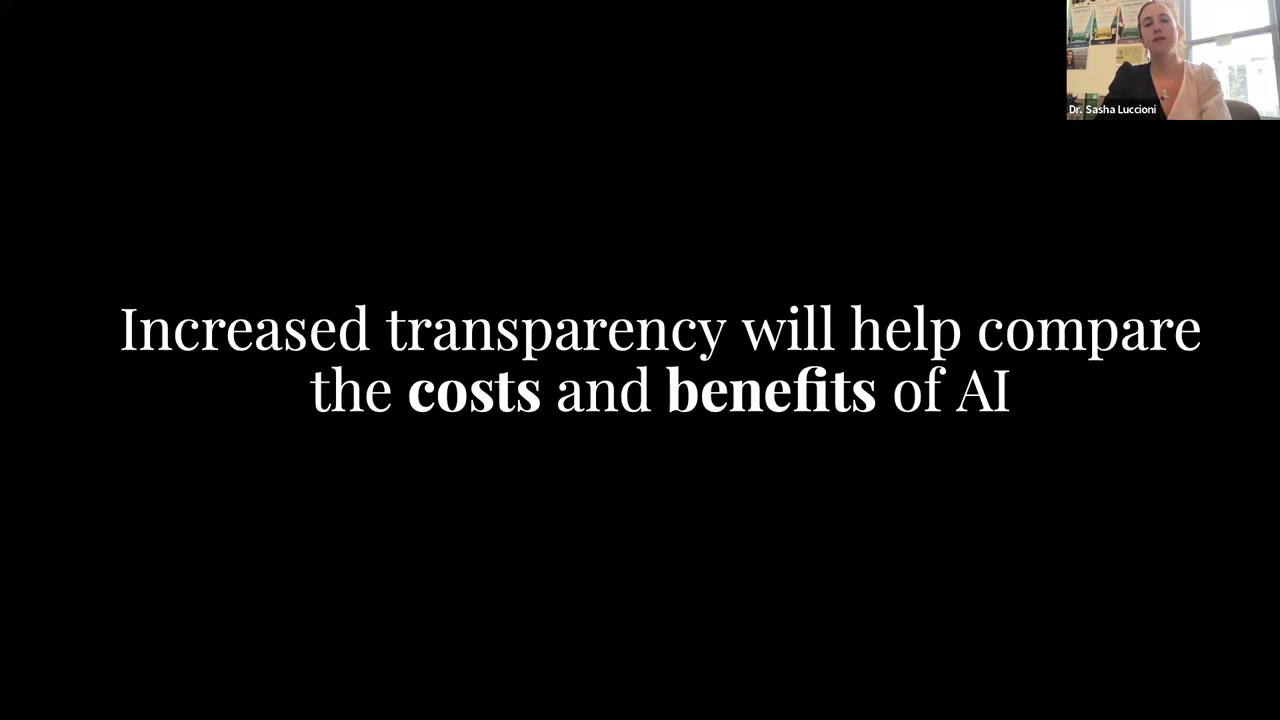 Dr. Sasha Luccioni
Increased transparency will help compare
the costs and benefits of AI